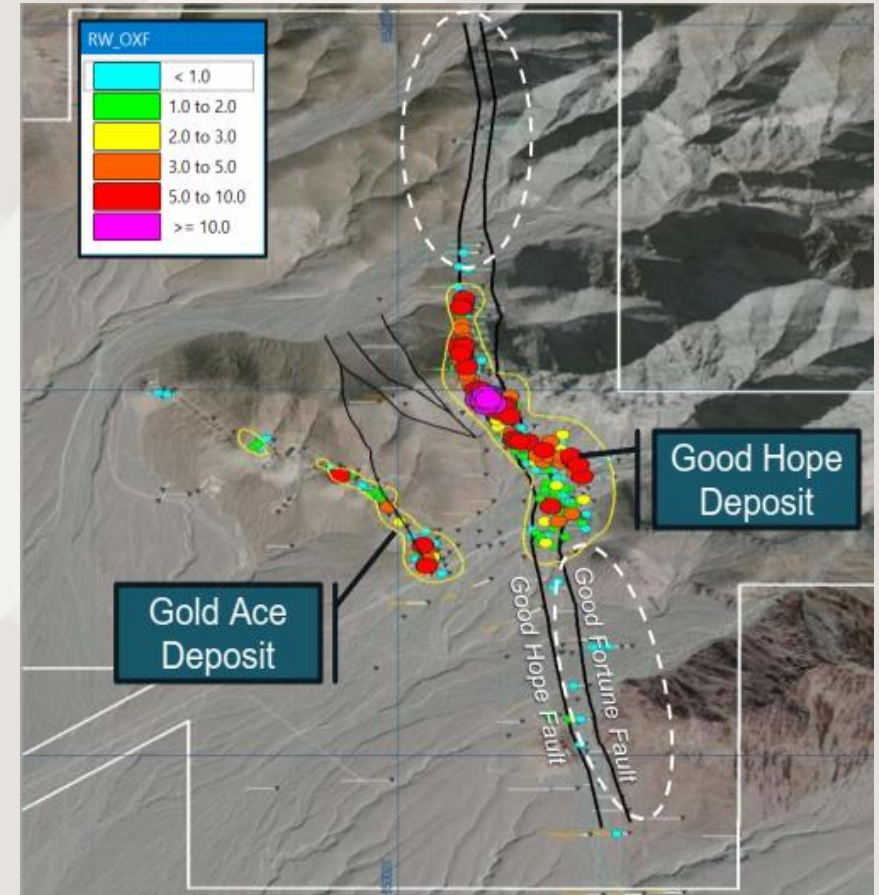 RW_OXF
< 1.0
1.0 to 2.0
2.0 to 3.0
3.0 to 5.0
5.0 to 10.0
>= 10.0
Good Hope
Deposit
Gold Ace
Deposit
Good Hope Fault
Good Fortune Fault